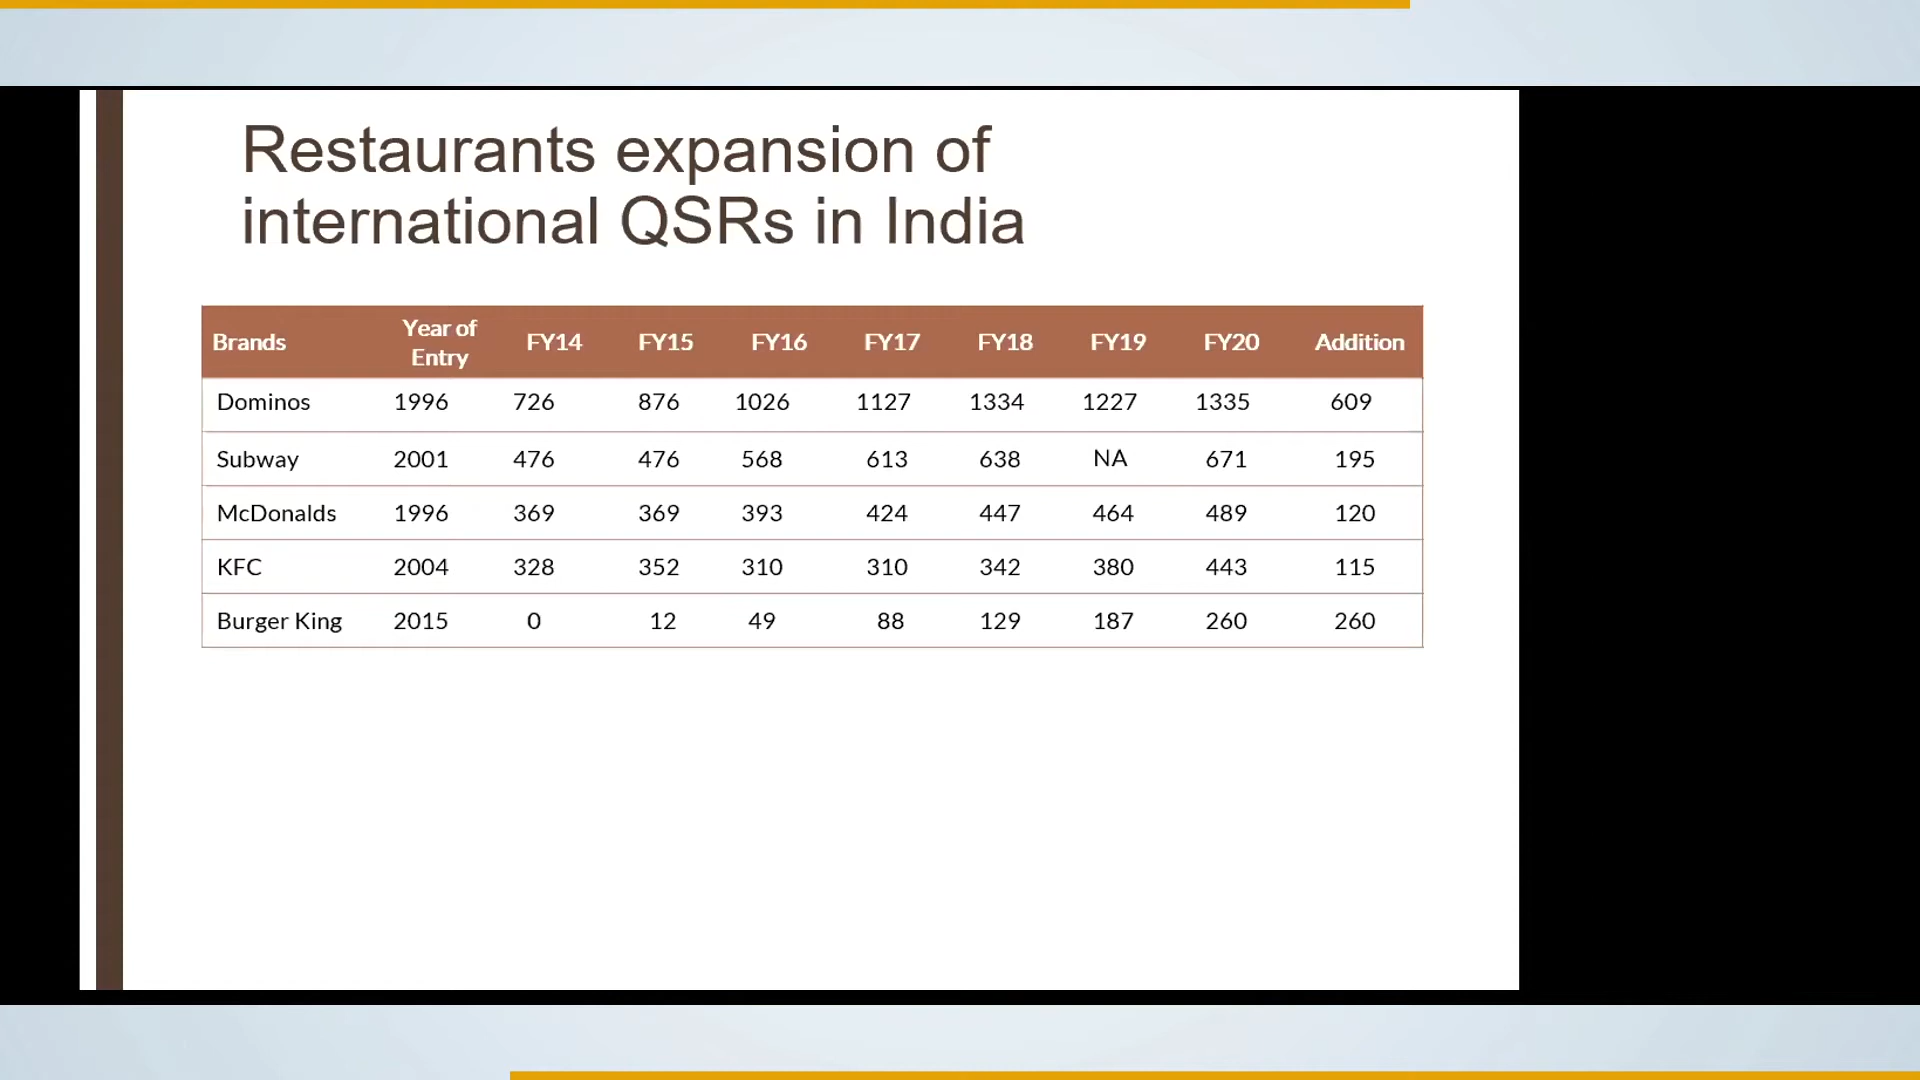 Restaurants expansion of
international QSRs in India
Brands Year of Entry FY14 FY15 FY16 FY17 FY18 FY19 FY20 Addition
Dominos 1996 726 876 1026 1127 1334 1227 1335 609
Subway 2001 476 476 568 613 638 NA 671 195
McDonalds 1996 369 369 393 424 447 464 489 120
KFC 2004 328 352 310 310 342 380 443 115
Burger King 2015 0 12 49 88 129 187 260 260